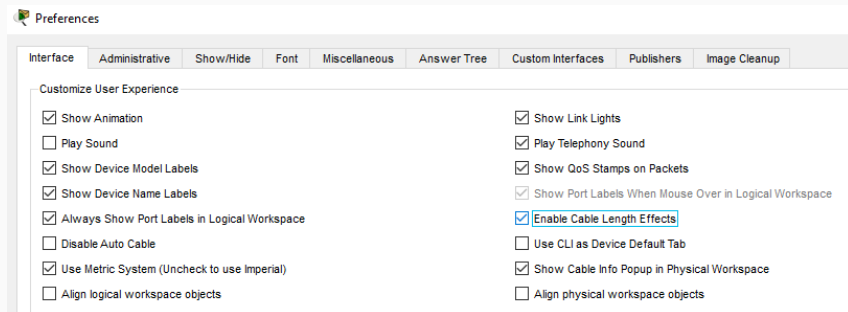 Preferences
Interface Administrative Show/Hide Font Miscellaneous Answer Tree Custom Interfaces Publishers Image Cleanup
Customize User Experience
Show Animation Show Link Lights
Play Sound Play Telephony Sound
Show Device Model Labels Show QoS Stamps on Packets
Show Device Name Labels Show Port Labels When Mouse Over in Logical Workspace
Always Show Port Labels in Logical Workspace Enable Cable Length Effects
Disable Auto Cable Use CLI as Device Default Tab
Use Metric System (Uncheck to use Imperial) Show Cable Info Popup in Physical Workspace
Align logical workspace objects Align physical workspace objects